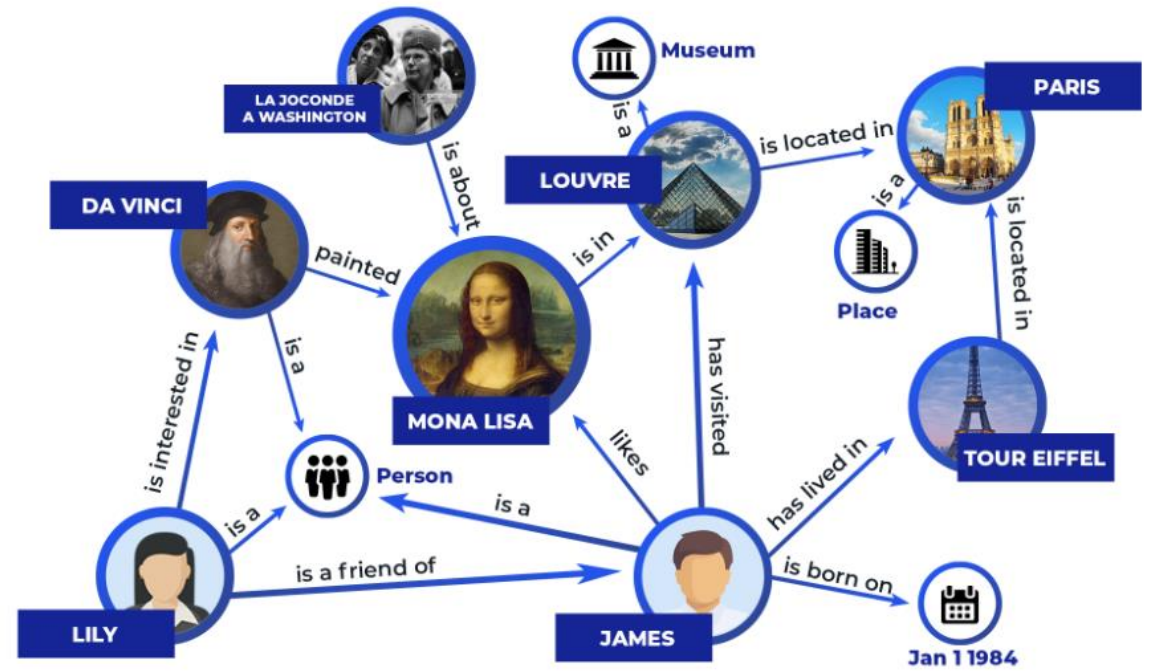 LA JOCONDE
A WASHINGTON
Museum
PARIS
is a
is located in
LOUVRE
is about
is a
DA VINCI
painted
is in
is located in
Place
is a
has visited
is interested in
MONA LISA
likes
TOUR EIFFEL
Person
has lived in
is a
is a
is a friend of
is born on
LILY
JAMES
Jan 1 1984